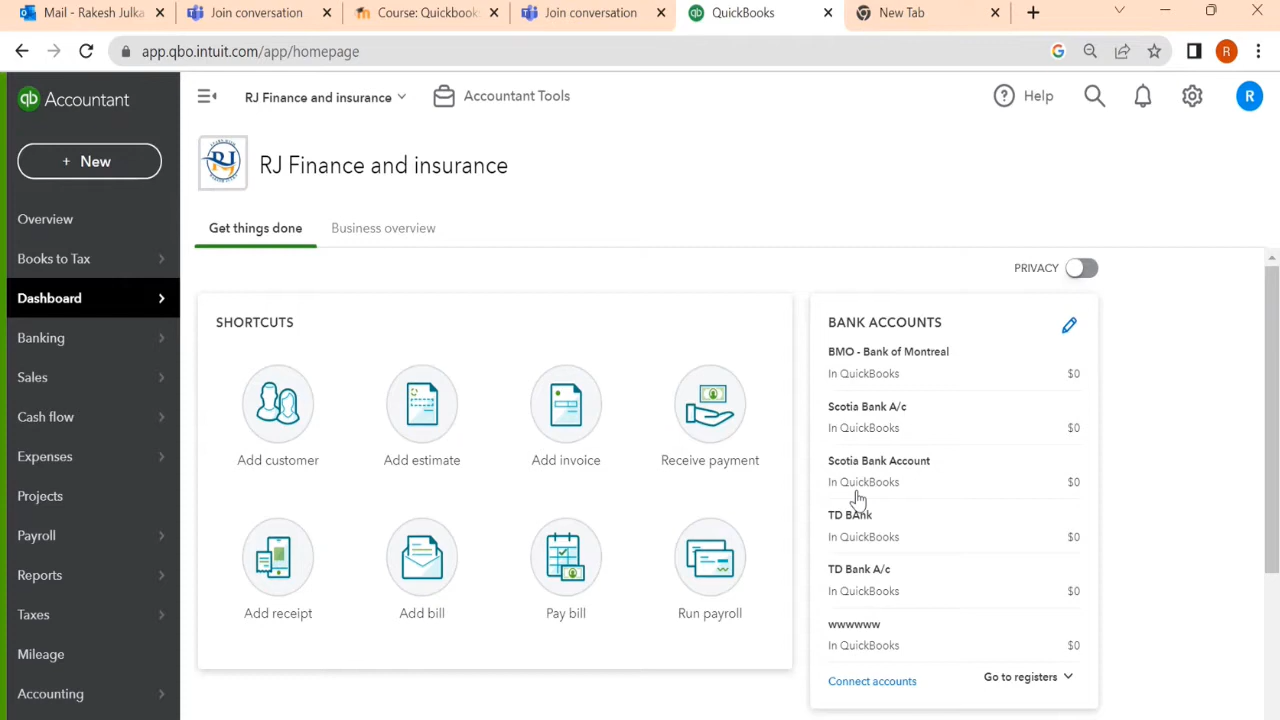 Mail - Rakesh Julka
Join conversation
Course: Quickbook
Join conversation
QuickBooks
New Tab
app.qbo.intuit.com/app/homepage
R
qb Accountant
RJ Finance and insurance
Accountant Tools
Help
R
+ New
RJ
RJ Finance and insurance
Overview
Get things done
Business overview
Books to Tax
PRIVACY
Dashboard
Banking
Sales
Cash flow
Expenses
Projects
Payroll
Reports
Taxes
Mileage
Accounting
SHORTCUTS
Add customer
Add estimate
Add invoice
Receive payment
Add receipt
Add bill
Pay bill
Run payroll
BANK ACCOUNTS
BMO - Bank of Montreal
In QuickBooks $0
Scotia Bank A/c
In QuickBooks $0
Scotia Bank Account
In QuickBooks $0
TD BAnk
In QuickBooks $0
TD Bank A/c
In QuickBooks $0
wwwwww
In QuickBooks $0
Connect accounts
Go to registers